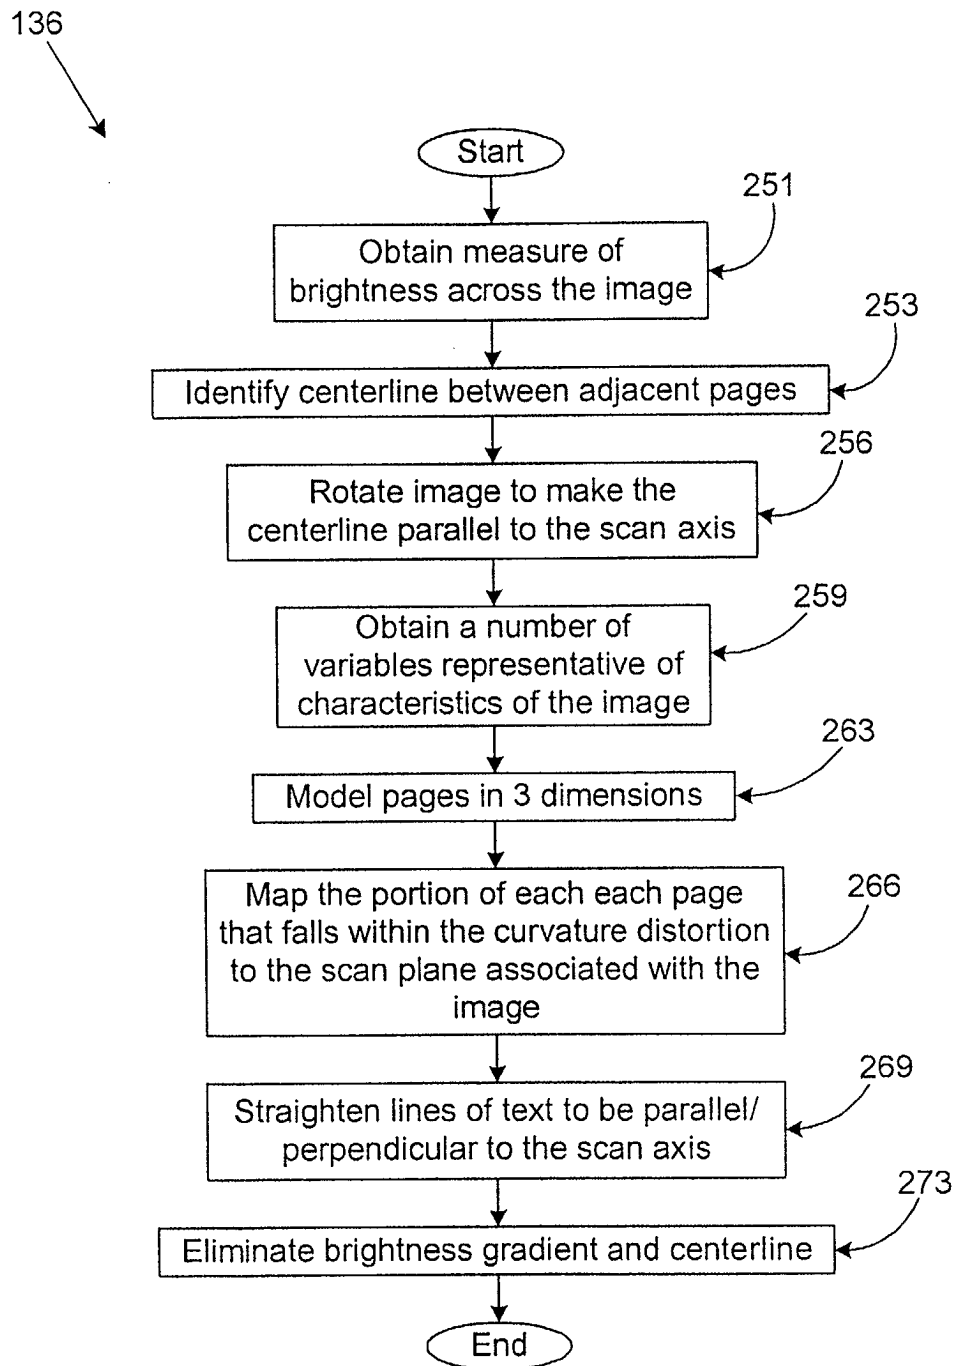 136
Start
251
Obtain measure of
brightness across the image
253
Identify centerline between adjacent pages
256
Rotate image to make the
centerline parallel to the scan axis
259
Obtain a number of
variables representative of
characteristics of the image
263
Model pages in 3 dimensions
266
Map the portion of each each page
that falls within the curvature distortion
to the scan plane associated with the
image
269
Straighten lines of text to be parallel/
perpendicular to the scan axis
273
Eliminate brightness gradient and centerline
End